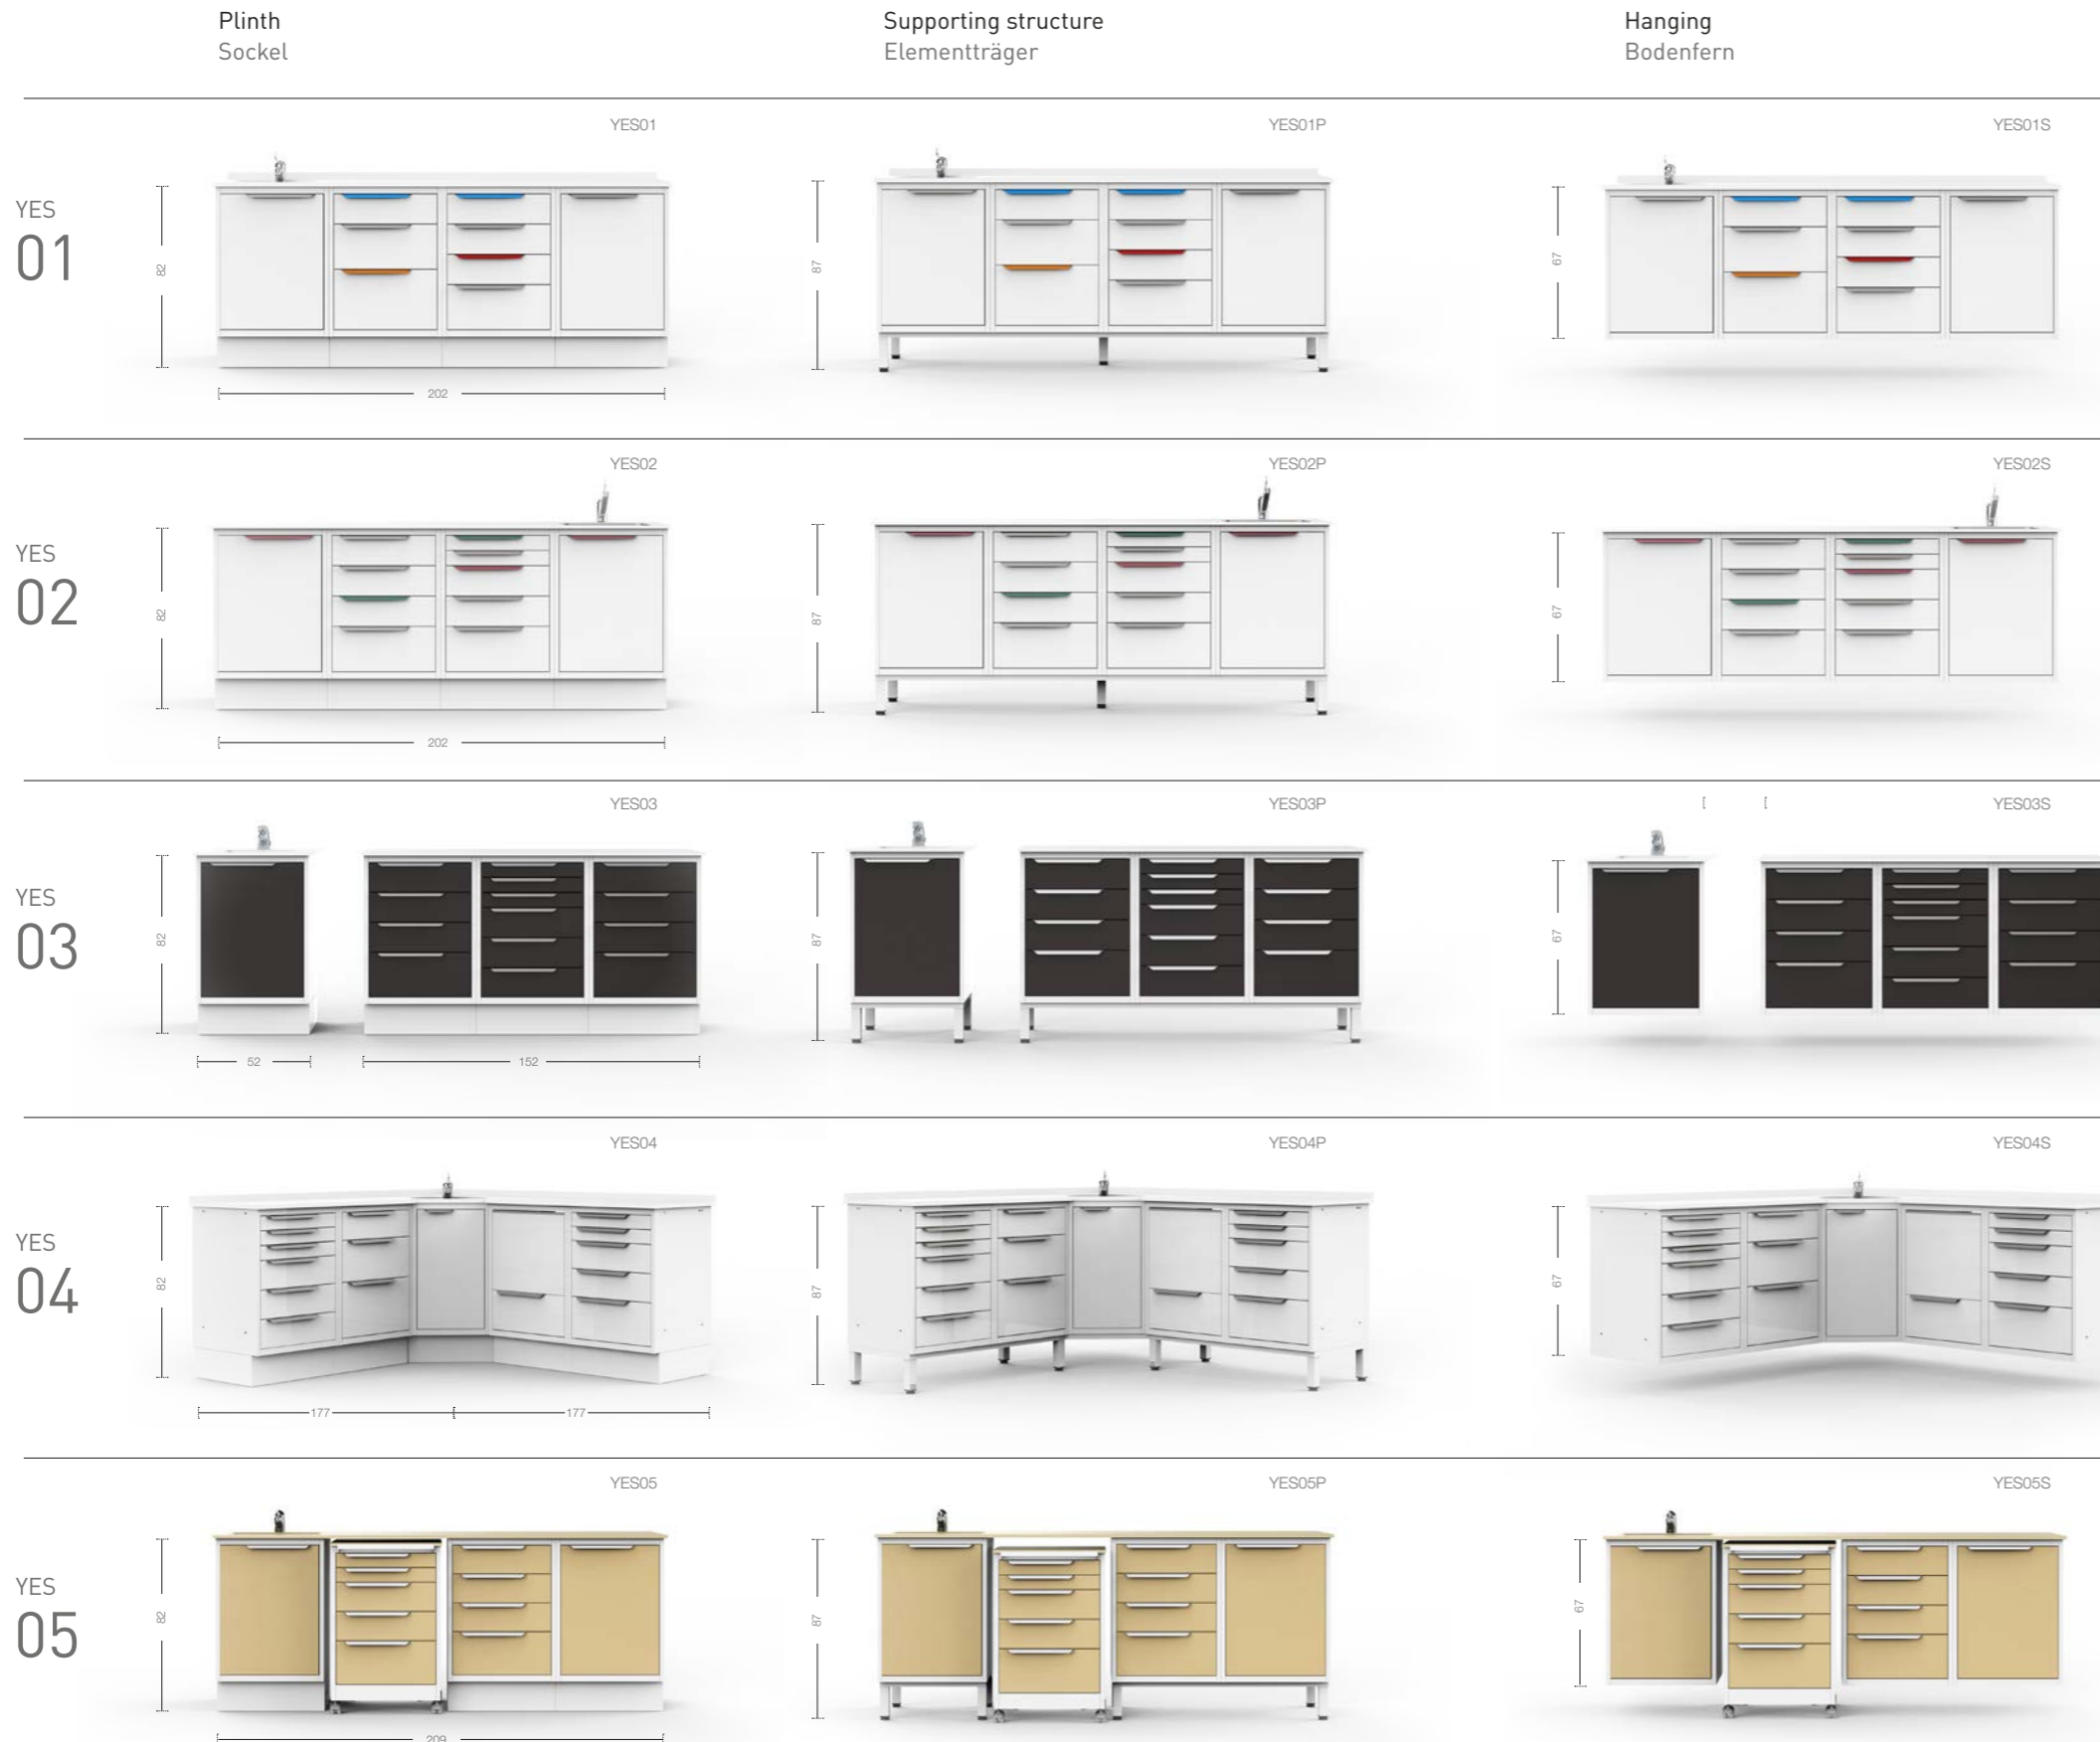 Plinth
Sockel
Supporting structure
Elementträger
Hanging
Bodenfern
YES
01
YES01
82
202
YES01P
87
YES01S
67
YES
02
YES02
82
202
YES02P
87
YES02S
67
YES
03
YES03
82
52
152
YES03P
87
YES03S
67
YES
04
YES04
82
177
177
YES04P
87
YES04S
67
YES
05
YES05
82
209
YES05P
87
YES05S
67